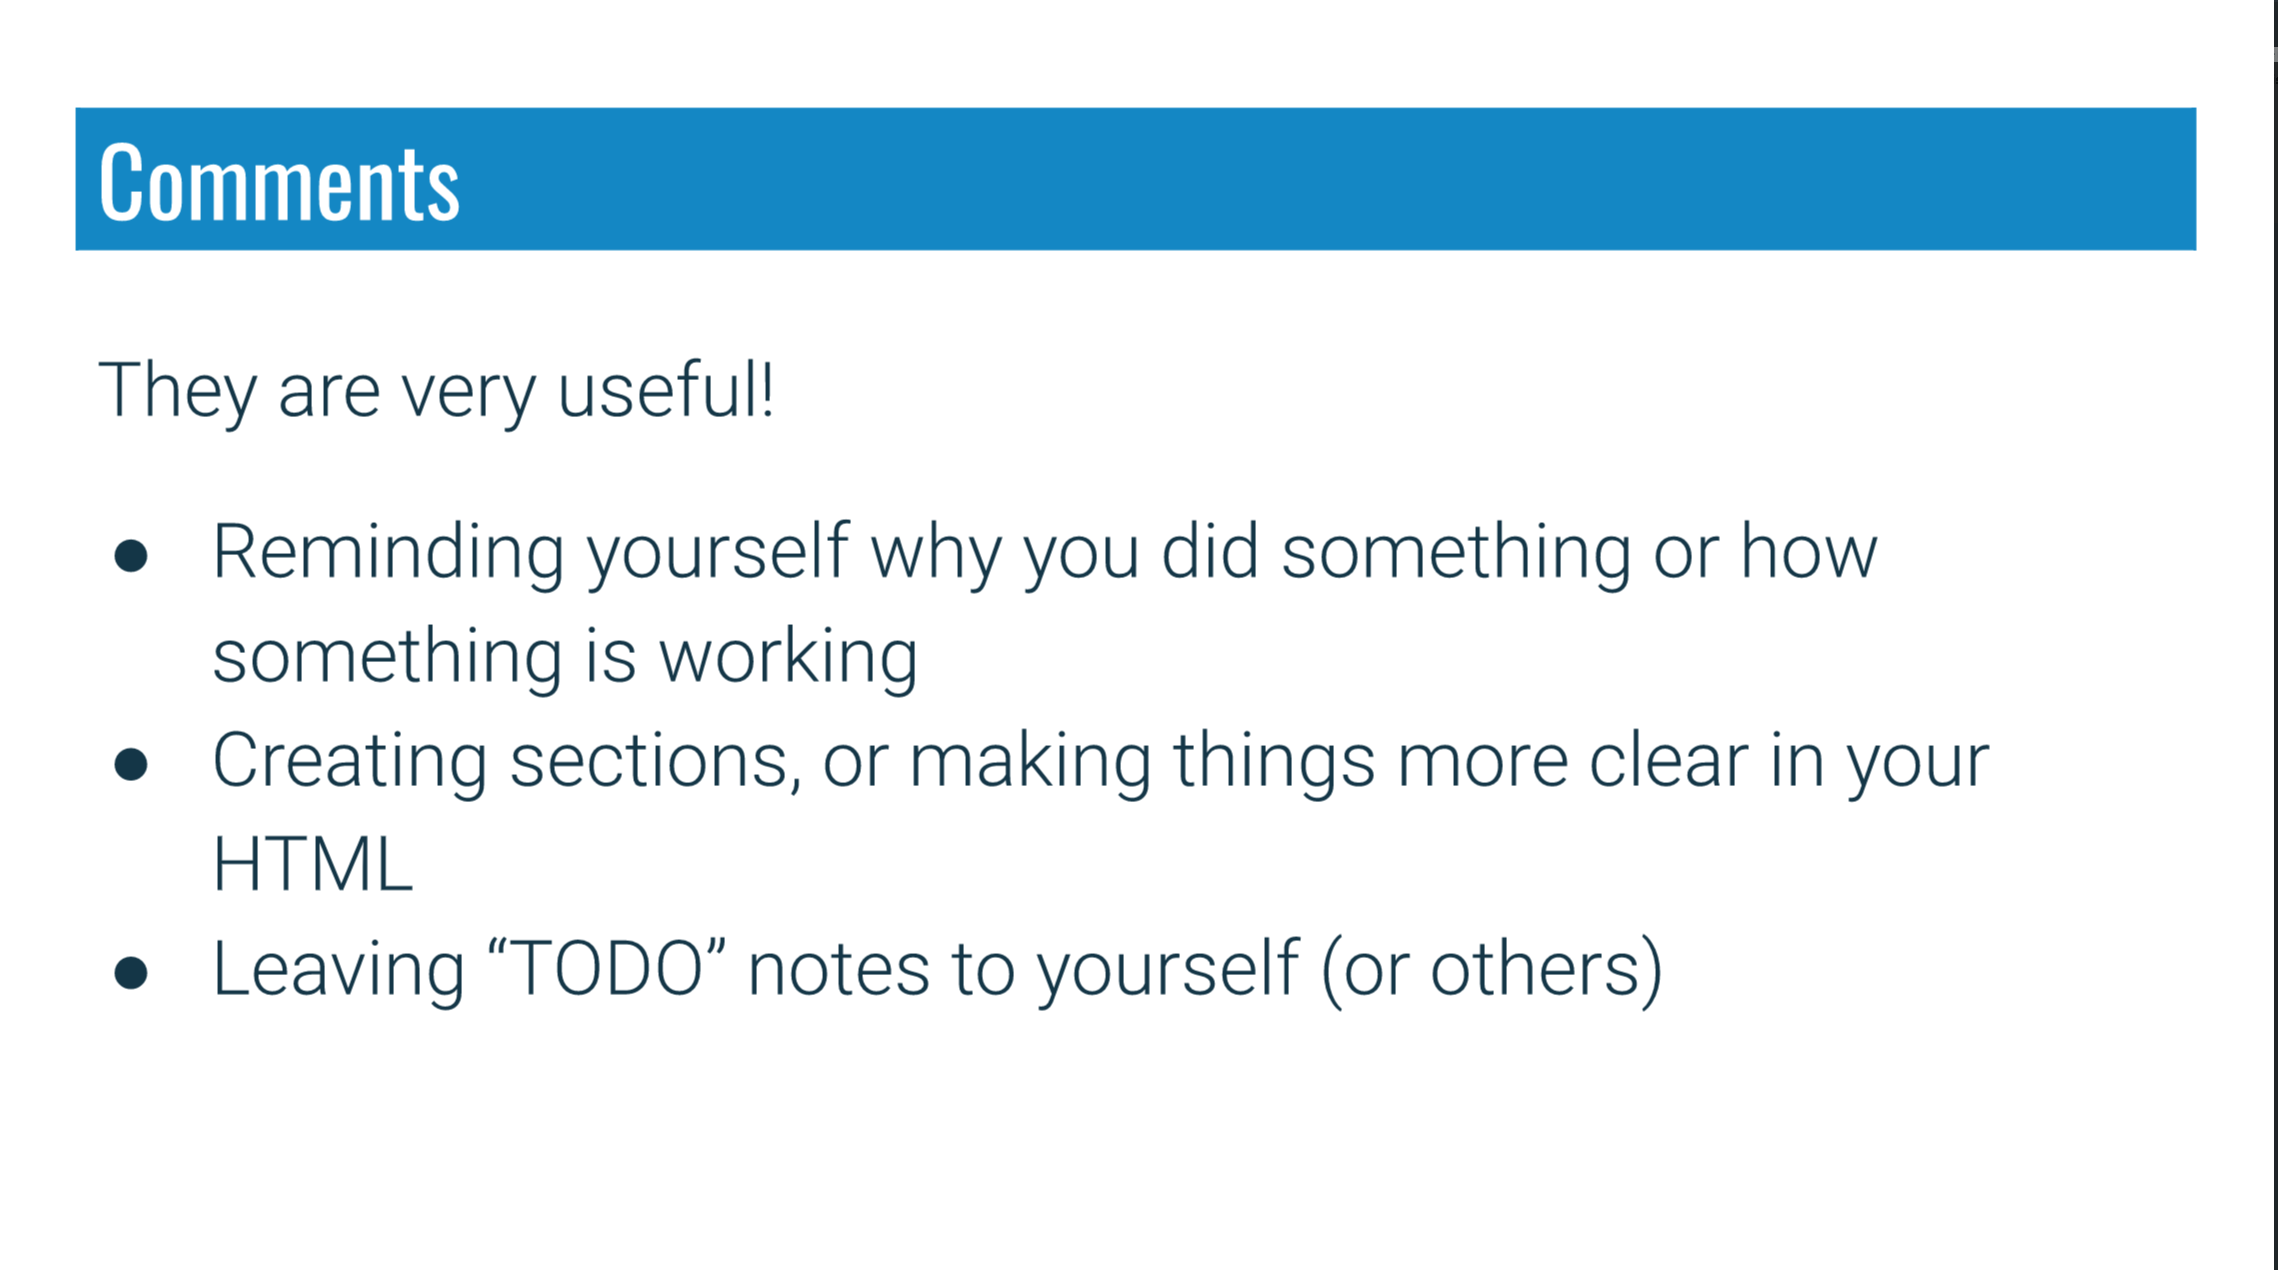 Comments
They are very useful!
● Reminding yourself why you did something or how
something is working
● Creating sections, or making things more clear in your
HTML
● Leaving “TODO” notes to yourself (or others)